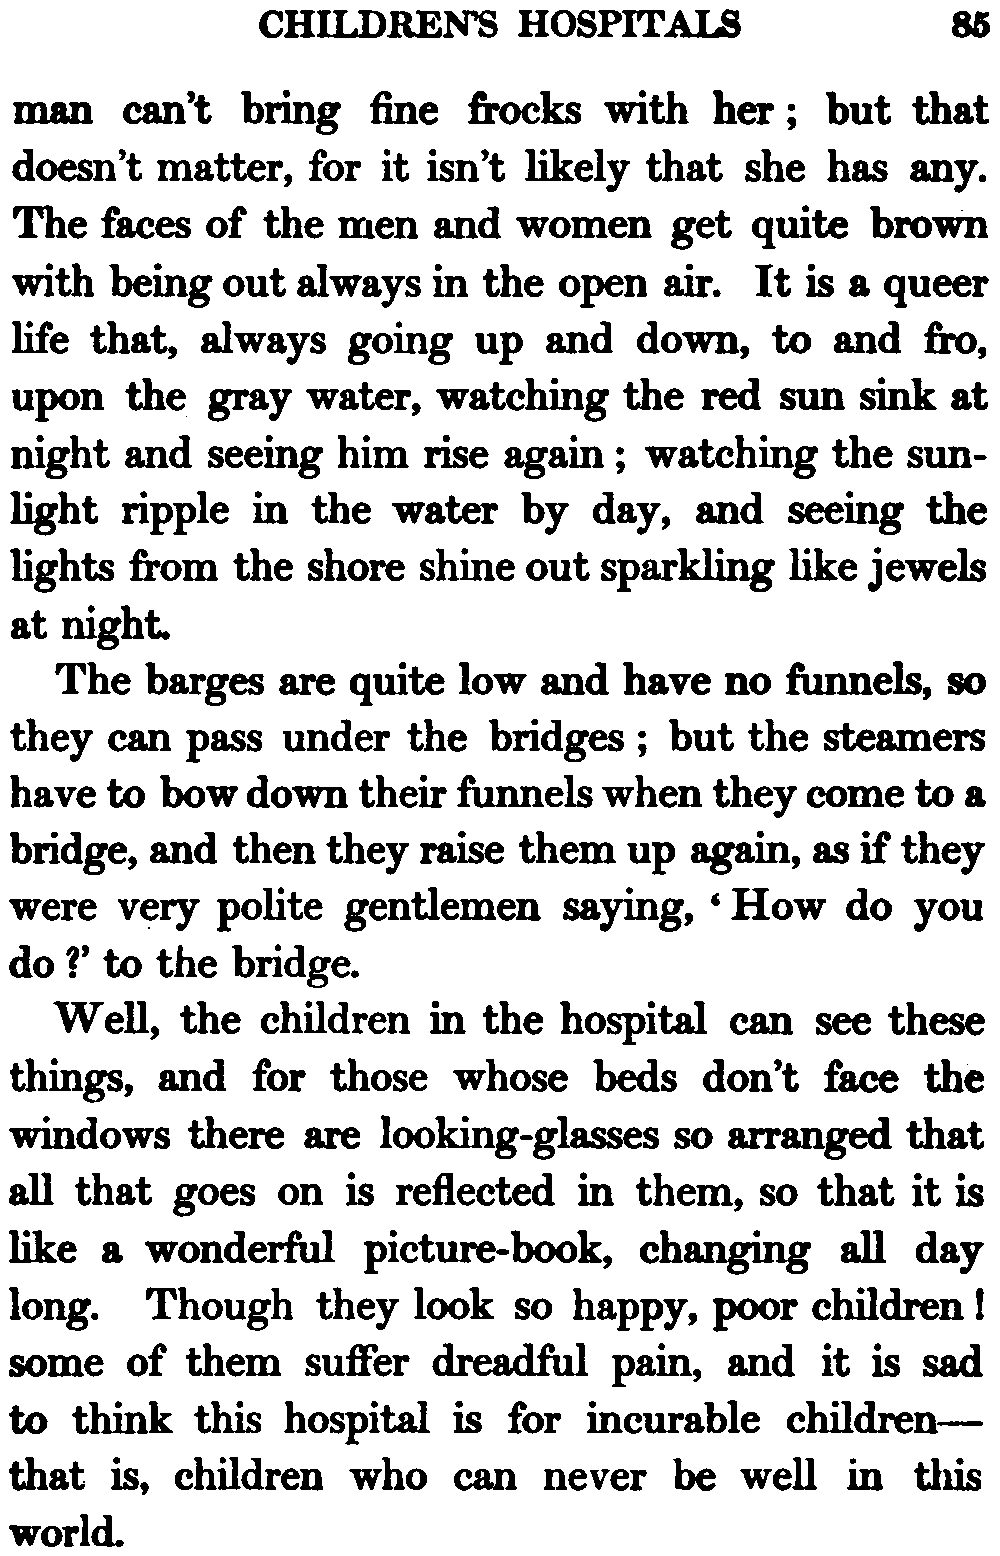 CHILDREN'S HOSPITALS 85
man can't bring fine frocks with her ; but that
doesn't matter, for it isn't likely that she has any.
The faces of the men and women get quite brown
with being out always in the open air. It is a queer
life that, always going up and down, to and fro,
upon the gray water, watching the red sun sink at
night and seeing him rise again ; watching the sun-
light ripple in the water by day, and seeing the
lights from the shore shine out sparkling like jewels
at night.
The barges are quite low and have no funnels, so
they can pass under the bridges ; but the steamers
have to bow down their funnels when they come to a
bridge, and then they raise them up again, as if they
were very polite gentlemen saying, ‘ How do you
do ?’ to the bridge.
Well, the children in the hospital can see these
things, and for those whose beds don't face the
windows there are looking-glasses so arranged that
all that goes on is reflected in them, so that it is
like a wonderful picture-book, changing all day
long. Though they look so happy, poor children !
some of them suffer dreadful pain, and it is sad
to think this hospital is for incurable children—
that is, children who can never be well in this
world.